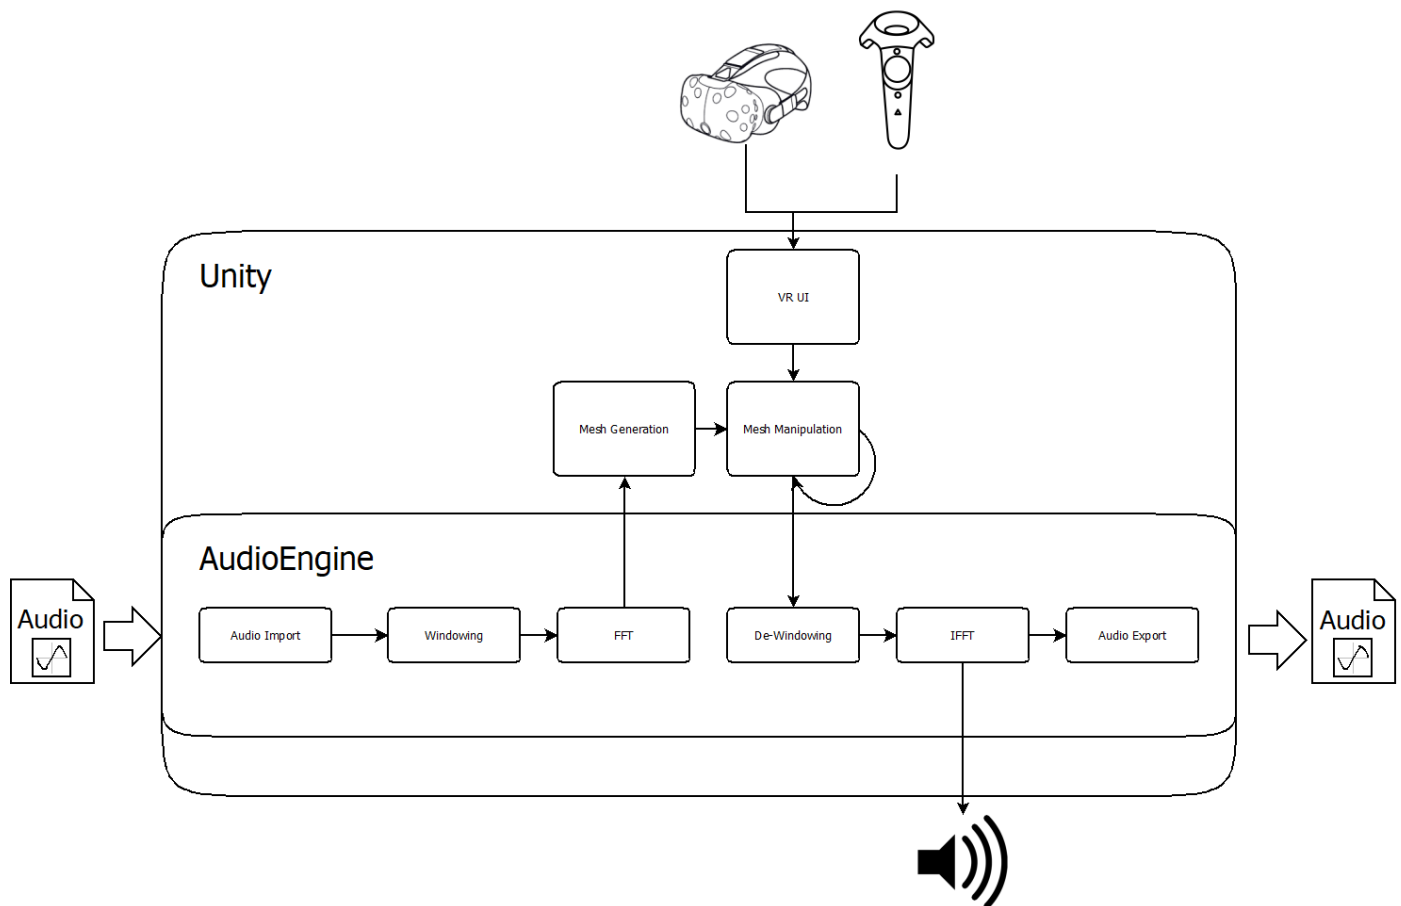 Unity
VR UI
Mesh Generation
Mesh Manipulation
AudioEngine
Audio
Audio Import
Windowing
FFT
De-Windowing
IFFT
Audio Export
Audio